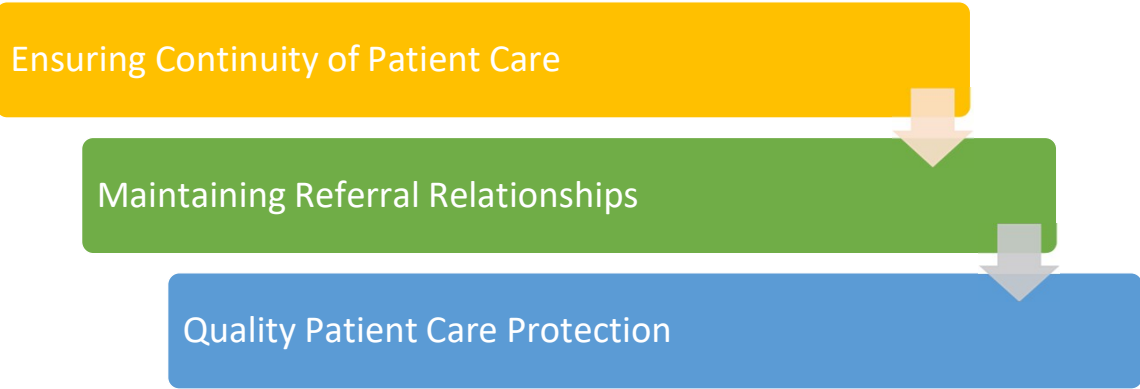 Ensuring Continuity of Patient Care
Maintaining Referral Relationships
Quality Patient Care Protection